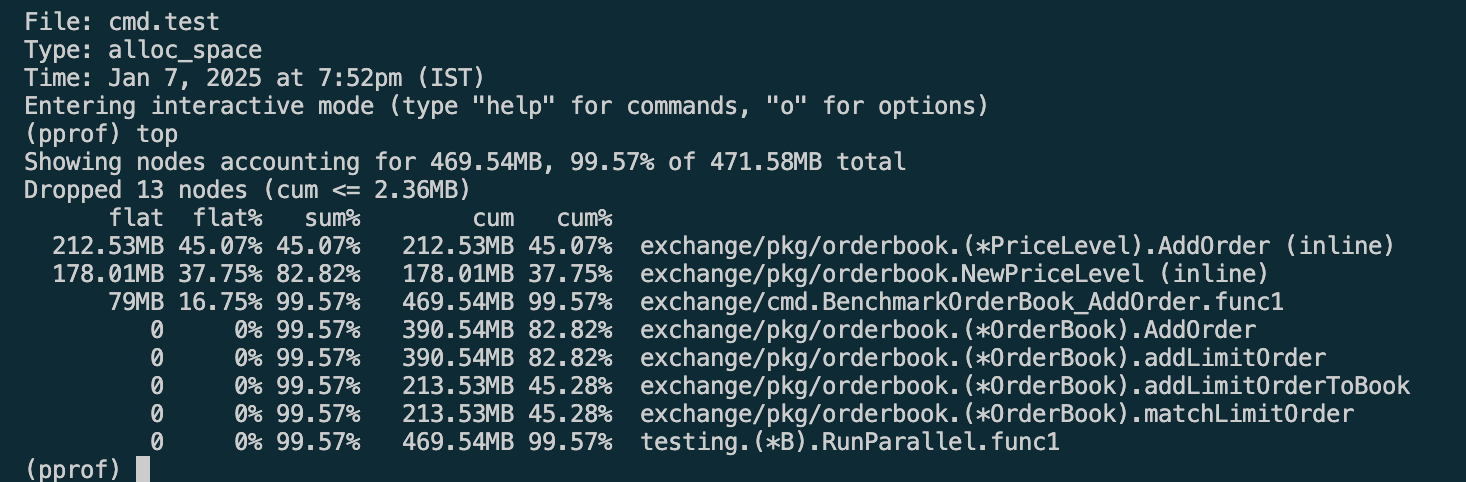 File: cmd.test
Type: alloc_space
Time: Jan 7, 2025 at 7:52pm (IST)
Entering interactive mode (type "help" for commands, "o" for options)
(pprof) top
Showing nodes accounting for 469.54MB, 99.57% of 471.58MB total
Dropped 13 nodes (cum <= 2.36MB)
      flat  flat%   sum%        cum   cum%
  212.53MB 45.07% 45.07%   212.53MB 45.07%  exchange/pkg/orderbook.(*PriceLevel).AddOrder (inline)
  178.01MB 37.75% 82.82%   178.01MB 37.75%  exchange/pkg/orderbook.NewPriceLevel (inline)
      79MB 16.75% 99.57%   469.54MB 99.57%  exchange/cmd.BenchmarkOrderBook_AddOrder.func1
         0     0% 99.57%   390.54MB 82.82%  exchange/pkg/orderbook.(*OrderBook).AddOrder
         0     0% 99.57%   390.54MB 82.82%  exchange/pkg/orderbook.(*OrderBook).addLimitOrder
         0     0% 99.57%   213.53MB 45.28%  exchange/pkg/orderbook.(*OrderBook).addLimitOrderToBook
         0     0% 99.57%   213.53MB 45.28%  exchange/pkg/orderbook.(*OrderBook).matchLimitOrder
         0     0% 99.57%   469.54MB 99.57%  testing.(*B).RunParallel.func1
(pprof)